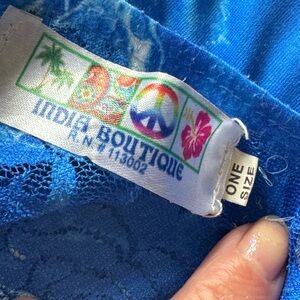 INDIA BOUTIQUE
R.N # 113002
ONE
SIZE